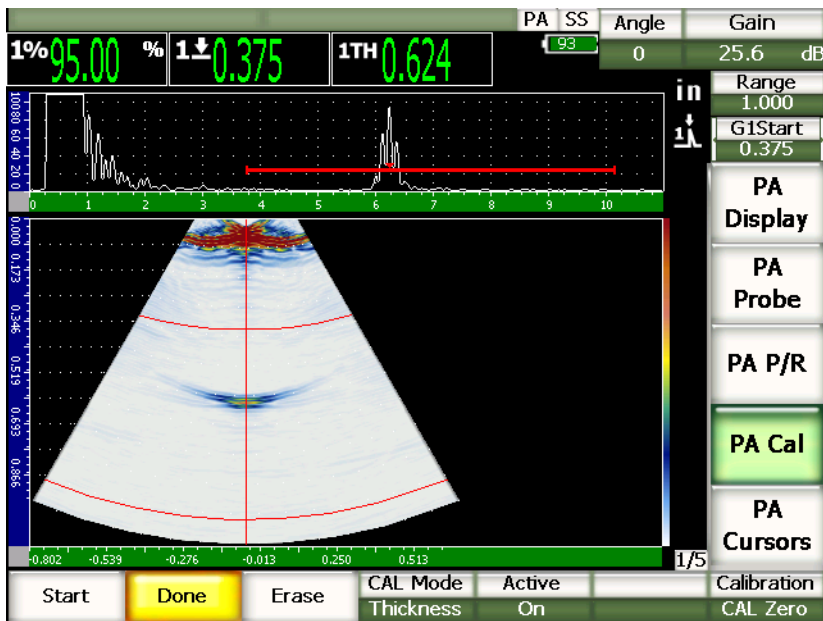 PA SS Angle Gain
93 0 25.6 dB
1% 95.00 % 1 0.375 1TH 0.624
in
Range
1.000
1
G1Start
0.375
100 80 60 40 20 0
0 1 2 3 4 5 6 7 8 9 10
PA
Display
PA
Probe
PA P/R
PA Cal
PA
Cursors
0.000 0.173 0.346 0.519 0.693 0.866
-0.802 -0.539 -0.276 -0.013 0.250 0.513
1/5
Start Done Erase
CAL Mode Active Calibration
Thickness On CAL Zero